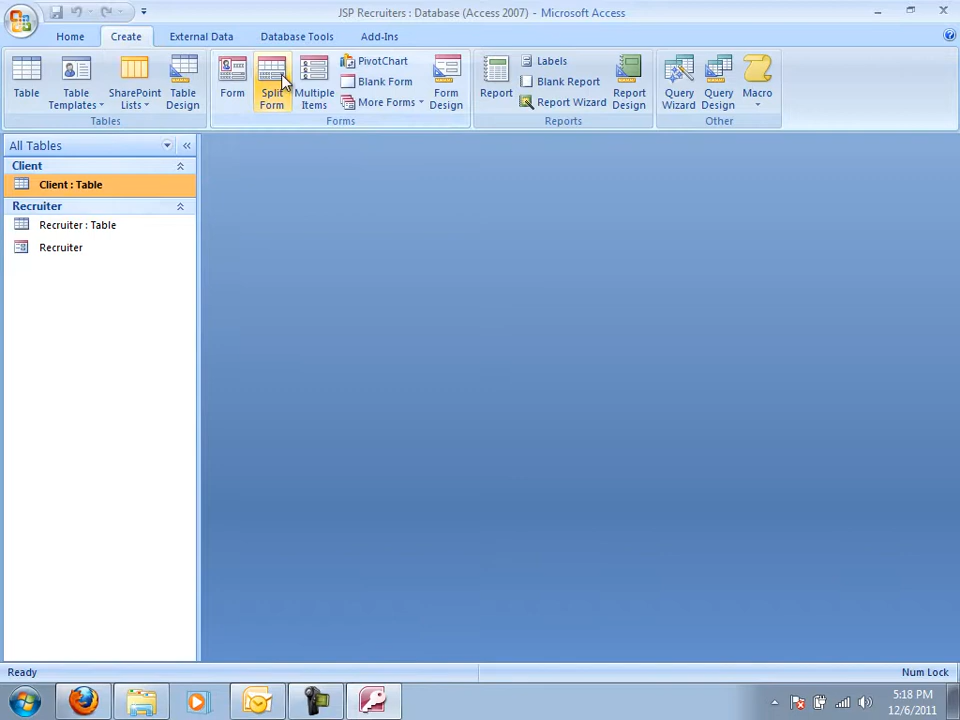 JSP Recruiters : Database (Access 2007) - Microsoft Access
Home Create External Data Database Tools Add-Ins
Table
Table Templates
SharePoint Lists
Table Design
Tables
Form
Split Form
Multiple Items
PivotChart
Blank Form
More Forms
Form Design
Forms
Report
Labels
Blank Report
Report Wizard
Report Design
Reports
Query Wizard
Query Design
Macro
Other
All Tables
Client
Client : Table
Recruiter
Recruiter : Table
Recruiter
Ready
Num Lock
5:18 PM
12/6/2011